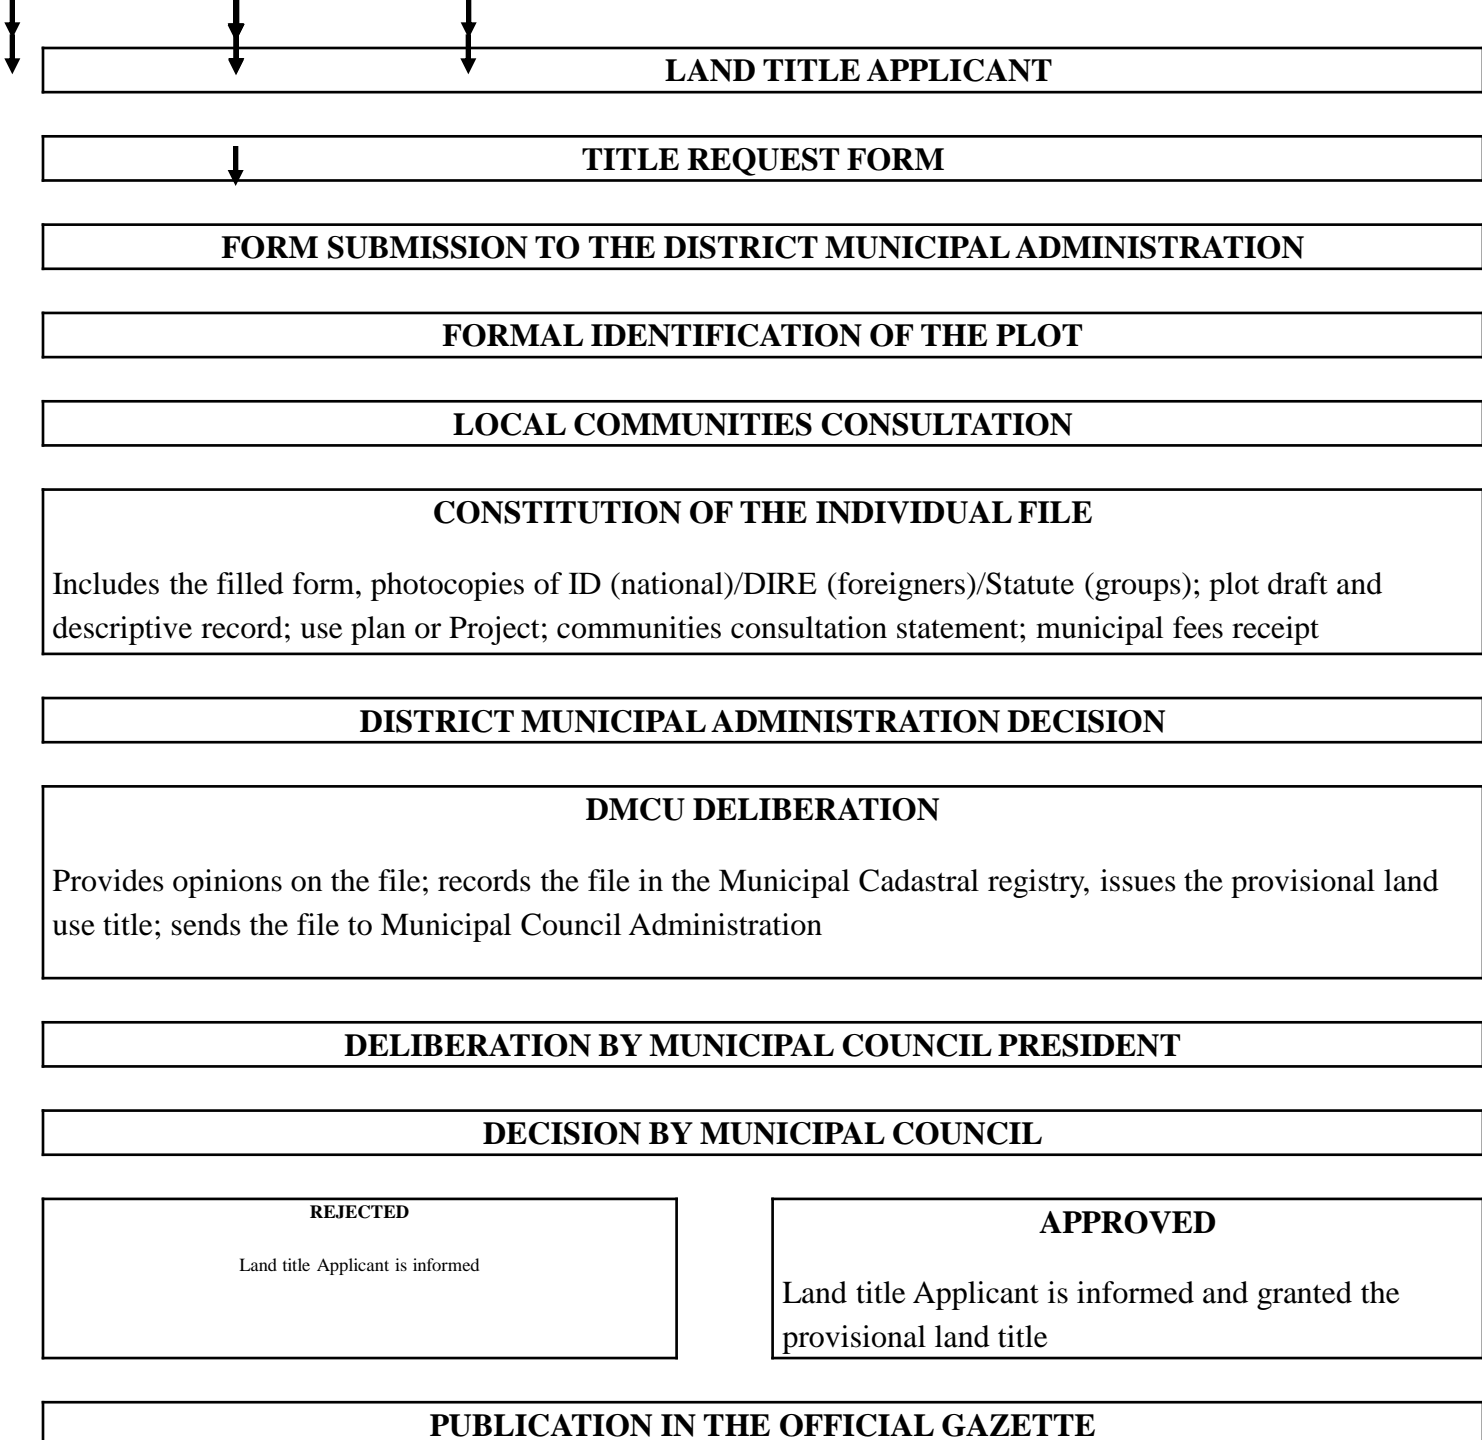 LAND TITLE APPLICANT
TITLE REQUEST FORM
FORM SUBMISSION TO THE DISTRICT MUNICIPAL ADMINISTRATION
FORMAL IDENTIFICATION OF THE PLOT
LOCAL COMMUNITIES CONSULTATION
CONSTITUTION OF THE INDIVIDUAL FILE
Includes the filled form, photocopies of ID (national)/DIRE (foreigners)/Statute (groups); plot draft and
descriptive record; use plan or Project; communities consultation statement; municipal fees receipt
DISTRICT MUNICIPAL ADMINISTRATION DECISION
DMCU DELIBERATION
Provides opinions on the file; records the file in the Municipal Cadastral registry, issues the provisional land
use title; sends the file to Municipal Council Administration
DELIBERATION BY MUNICIPAL COUNCIL PRESIDENT
DECISION BY MUNICIPAL COUNCIL
REJECTED
Land title Applicant is informed
APPROVED
Land title Applicant is informed and granted the
provisional land title
PUBLICATION IN THE OFFICIAL GAZETTE